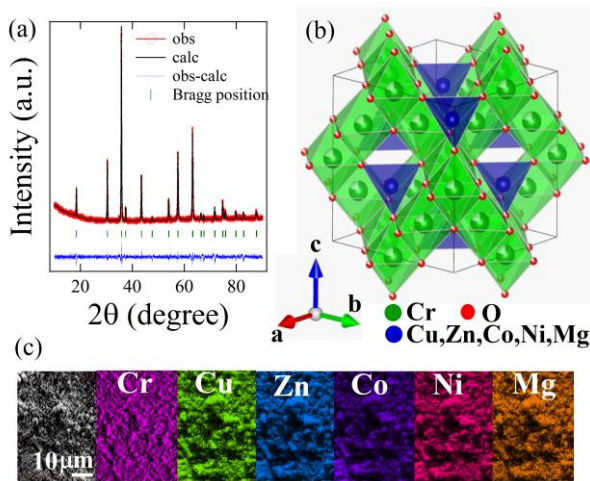 (a)
Intensity (a.u.)
obs
calc
obs-calc
Bragg position
20 40 60 80
2θ (degree)
(b)
c
a
b
Cr O
Cu,Zn,Co,Ni,Mg
(c)
Cr Cu Zn Co Ni Mg
10μm